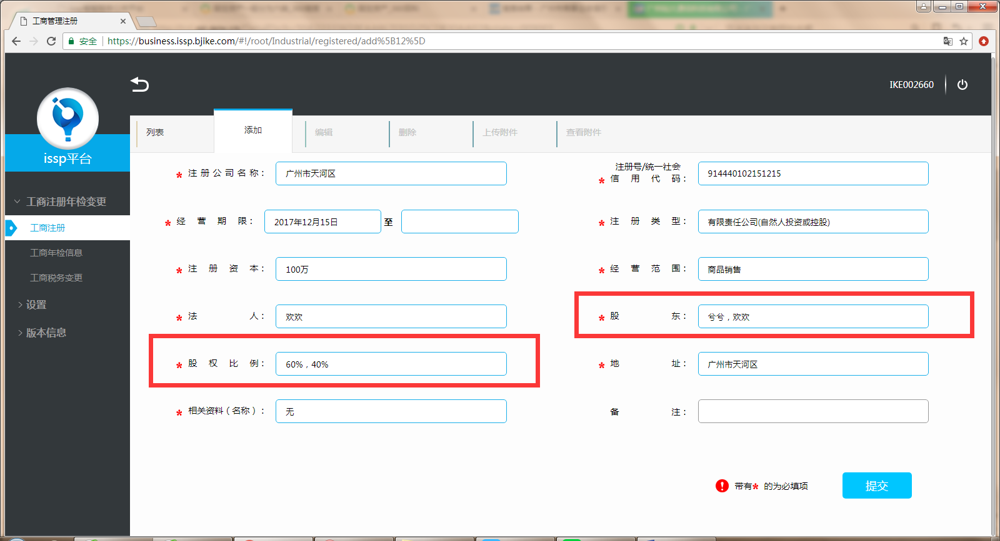 工商管理注册
安全 https://business.issp.bjike.com/#!/root/Industrial/registered/add%5B12%5D
IKE002660
issp平台
列表 添加 编辑 删除 上传附件 查看附件
工商注册年检变更
工商注册
工商年检信息
工商税务变更
设置
版本信息
* 注册公司名称： 广州市天河区
* 注册号/统一社会
信用代码： 914440102151215
* 经营期限： 2017年12月15日 至
* 注册类型： 有限责任公司(自然人投资或控股)
* 注册资本： 100万
* 经营范围： 商品销售
* 法人： 欢欢
* 股东： 兮兮，欢欢
* 股权比例： 60%，40%
* 地址： 广州市天河区
* 相关资料（名称）： 无
备注：
带有* 的为必填项
提交